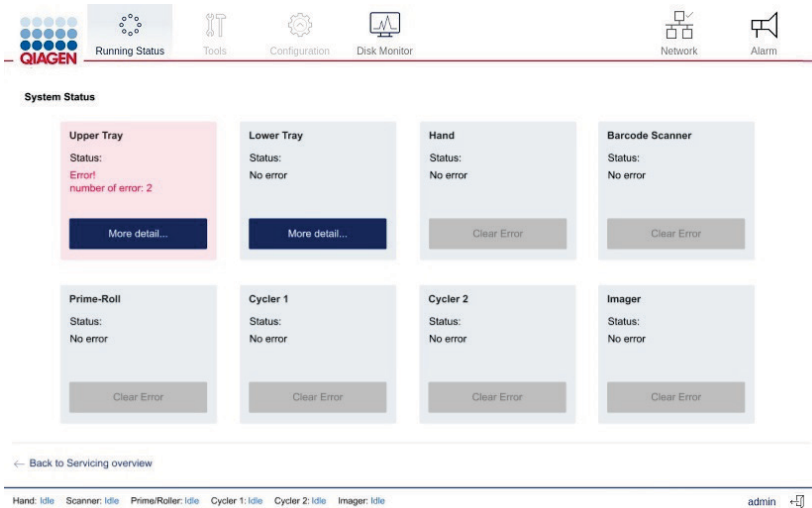 QIAGEN
Running Status
Tools
Configuration
Disk Monitor
Network
Alarm
System Status
Upper Tray
Status:
Error!
number of error: 2
More detail...
Lower Tray
Status:
No error
More detail...
Hand
Status:
No error
Clear Error
Barcode Scanner
Status:
No error
Clear Error
Prime-Roll
Status:
No error
Clear Error
Cycler 1
Status:
No error
Clear Error
Cycler 2
Status:
No error
Clear Error
Imager
Status:
No error
Clear Error
← Back to Servicing overview
Hand: Idle Scanner: Idle Prime/Roller: Idle Cycler 1: Idle Cycler 2: Idle Imager: Idle admin